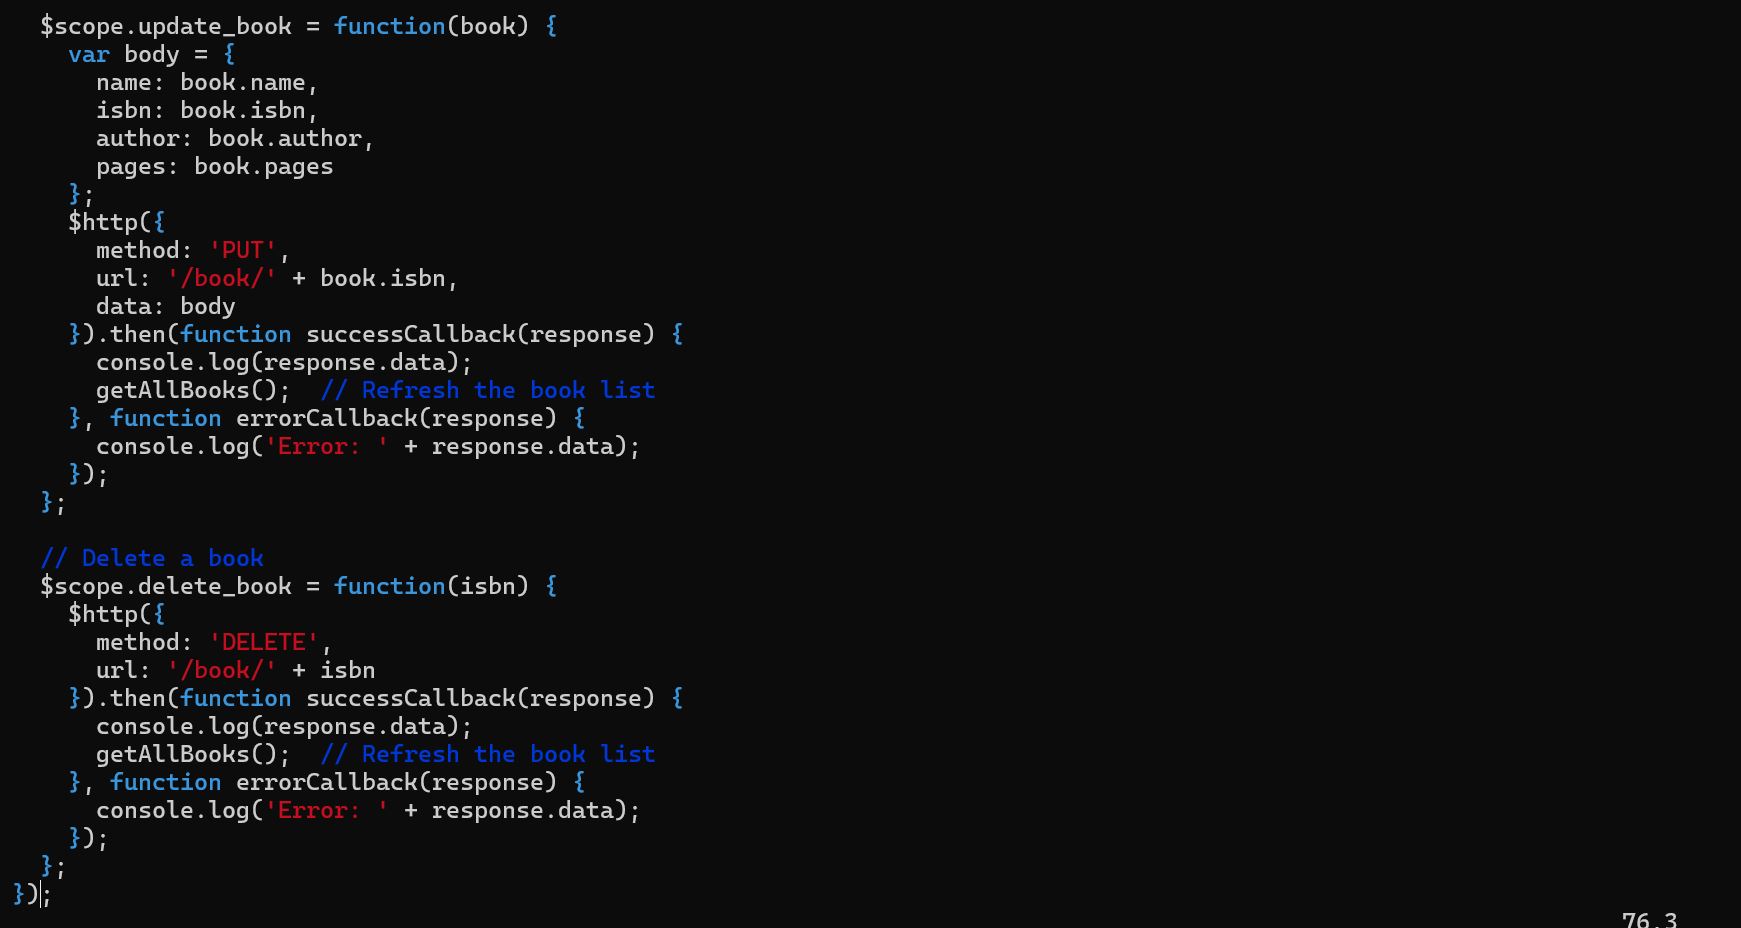 $scope.update_book = function(book) {
var body = {
name: book.name,
isbn: book.isbn,
author: book.author,
pages: book.pages
};
$http({
method: 'PUT',
url: '/book/' + book.isbn,
data: body
}).then(function successCallback(response) {
console.log(response.data);
getAllBooks();  // Refresh the book list
}, function errorCallback(response) {
console.log('Error: ' + response.data);
});
};
// Delete a book
$scope.delete_book = function(isbn) {
$http({
method: 'DELETE',
url: '/book/' + isbn
}).then(function successCallback(response) {
console.log(response.data);
getAllBooks();  // Refresh the book list
}, function errorCallback(response) {
console.log('Error: ' + response.data);
});
};
});
76,3